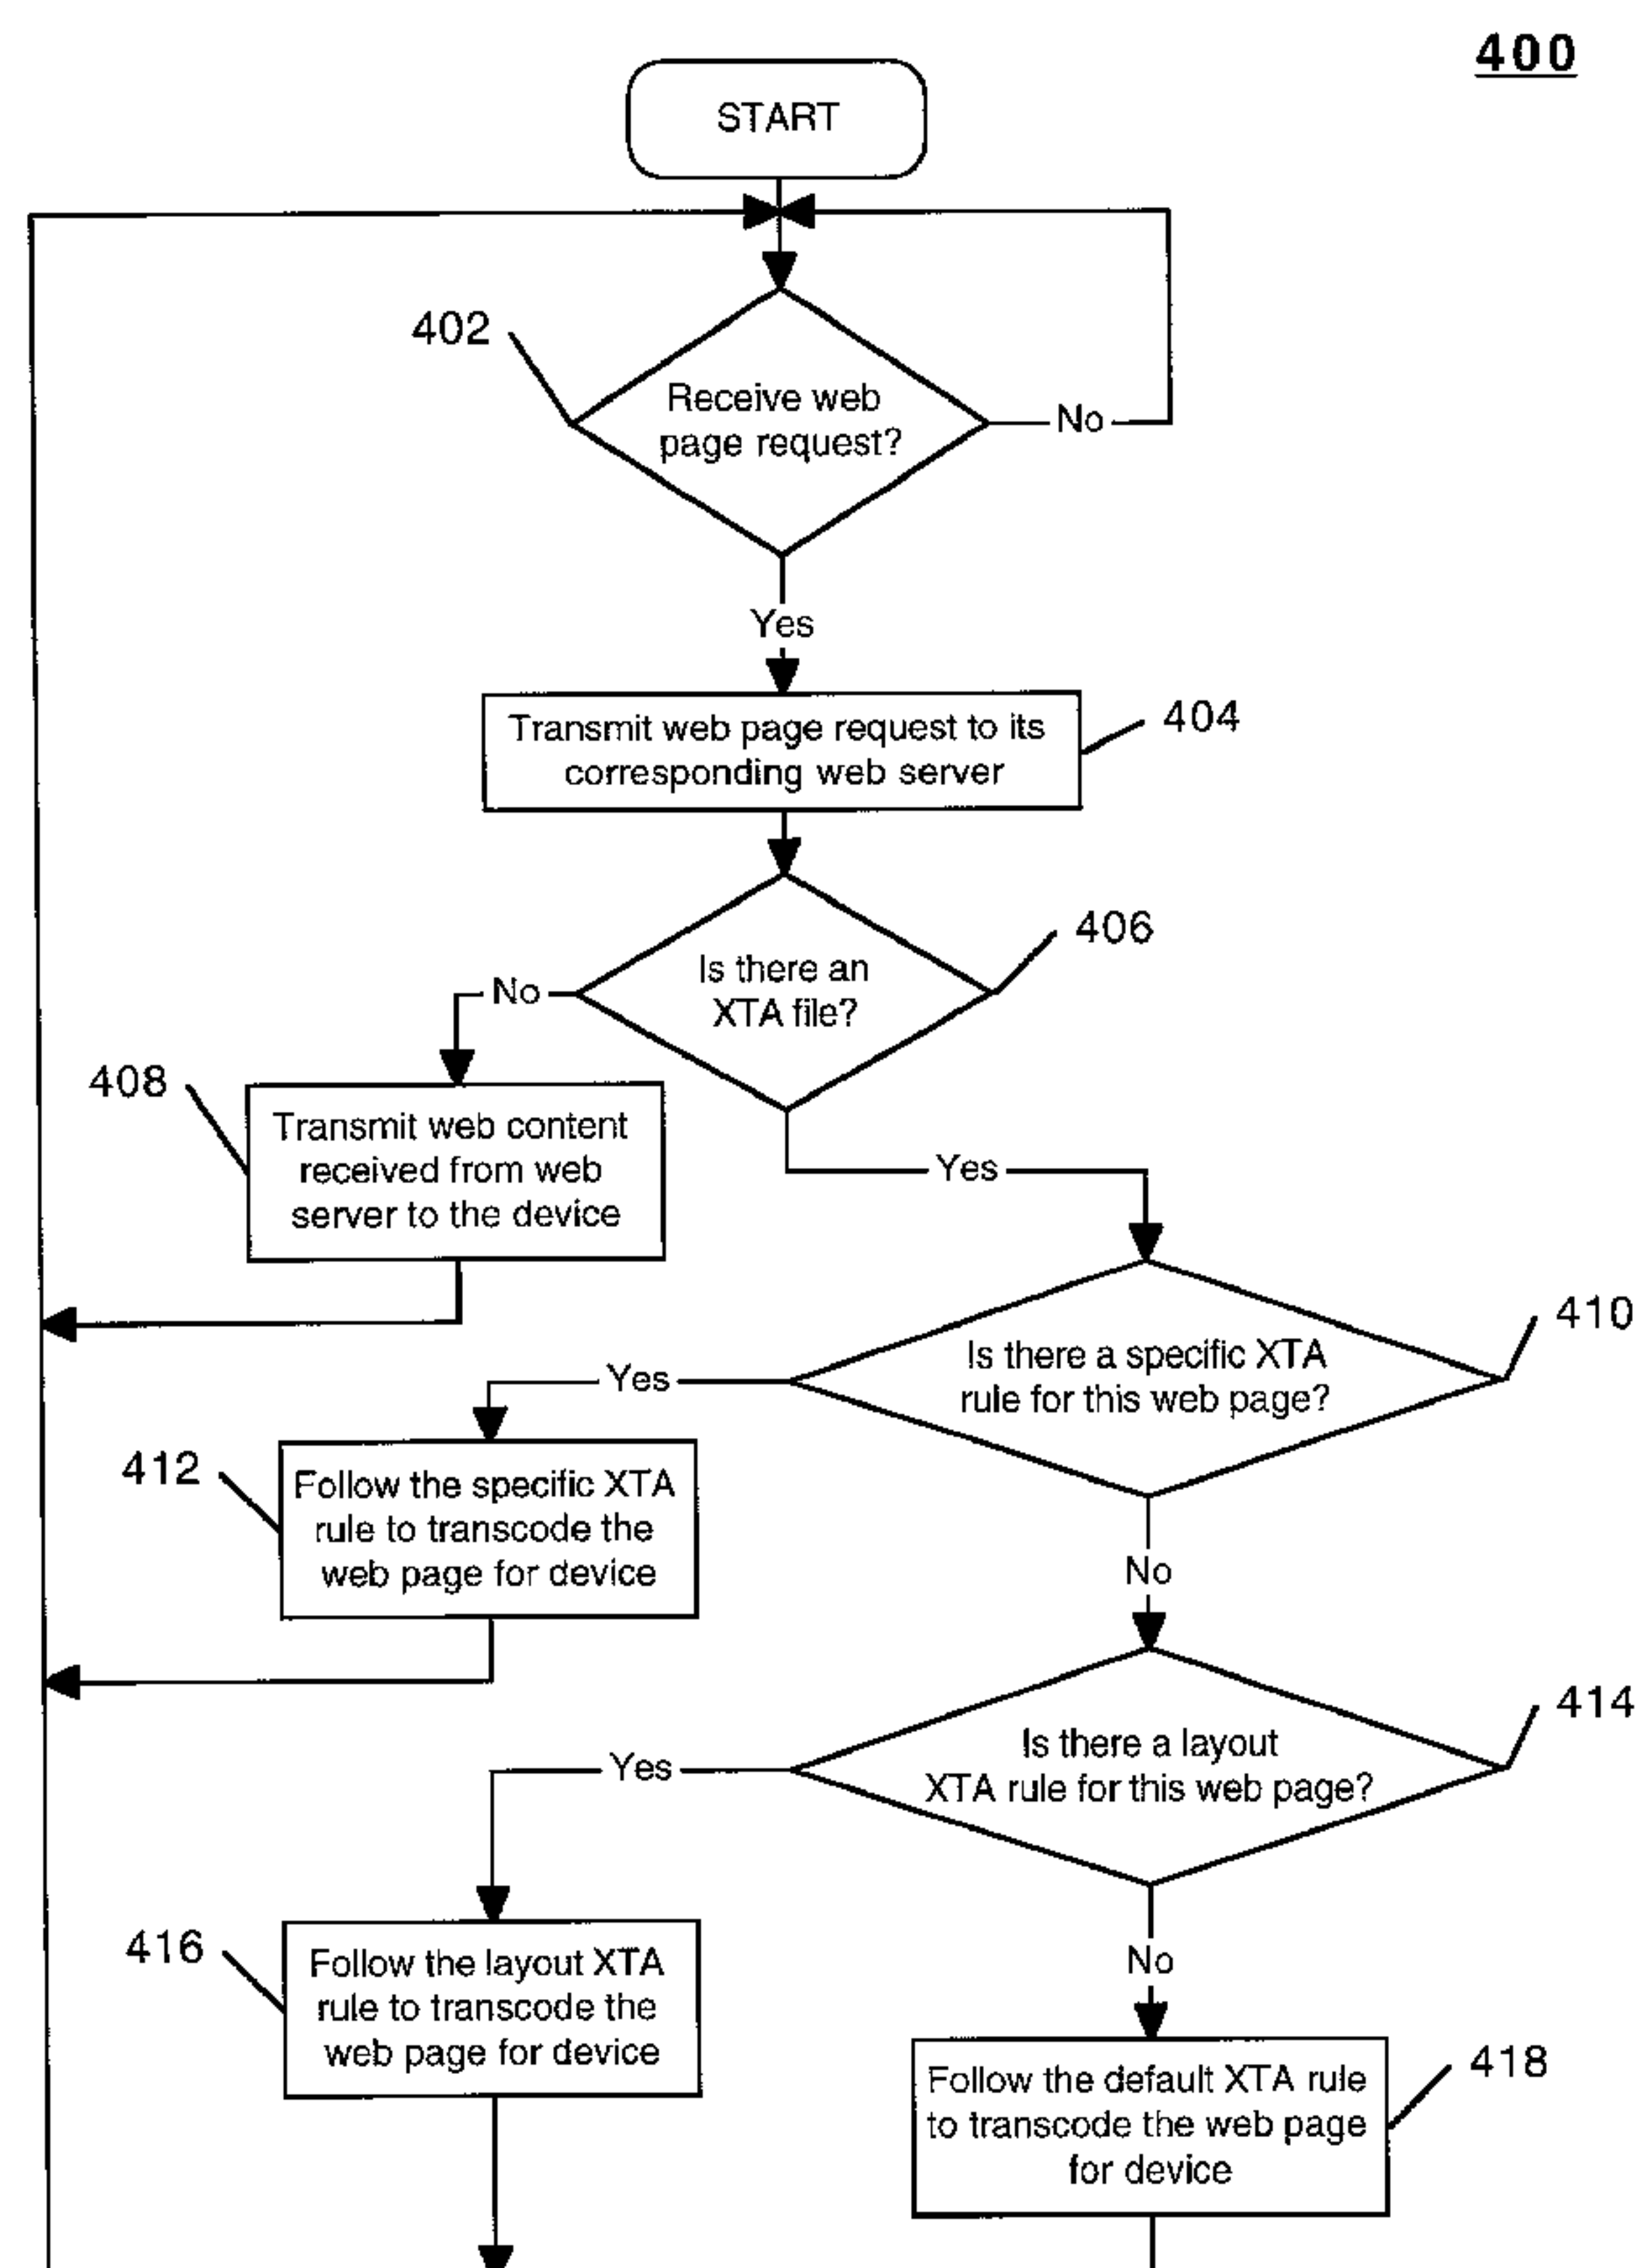 400
START
402
Receive web
page request?
No
Yes
Transmit web page request to its
corresponding web server
404
406
Is there an
XTA file?
No
408
Transmit web content
received from web
server to the device
Yes
410
Is there a specific XTA
rule for this web page?
Yes
412
Follow the specific XTA
rule to transcode the
web page for device
No
414
Is there a layout
XTA rule for this web page?
Yes
416
Follow the layout XTA
rule to transcode the
web page for device
No
418
Follow the default XTA rule
to transcode the web page
for device